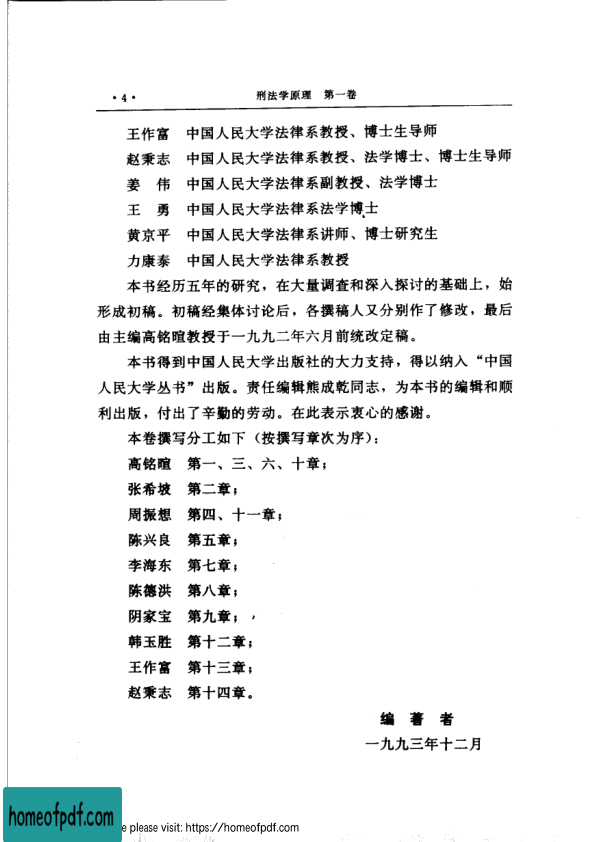 ·4·　刑法学原理　第一卷
王作富　中国人民大学法律系教授、博士生导师
赵秉志　中国人民大学法律系教授、法学博士、博士生导师
姜　伟　中国人民大学法律系副教授、法学博士
王　勇　中国人民大学法律系法学博士
黄京平　中国人民大学法律系讲师、博士研究生
力康泰　中国人民大学法律系教授
本书经历五年的研究，在大量调查和深入探讨的基础上，始
形成初稿。初稿经集体讨论后，各撰稿人又分别作了修改，最后
由主编高铭暄教授于一九九二年六月前统改定稿。
本书得到中国人民大学出版社的大力支持，得以纳入“中国
人民大学丛书”出版。责任编辑熊成乾同志，为本书的编辑和顺
利出版，付出了辛勤的劳动。在此表示衷心的感谢。
本卷撰写分工如下（按撰写章次为序）：
高铭暄　第一、三、六、十章；
张希坡　第二章；
周振想　第四、十一章；
陈兴良　第五章；
李海东　第七章；
陈德洪　第八章；
阴家宝　第九章；
韩玉胜　第十二章；
王作富　第十三章；
赵秉志　第十四章。
编　著　者
一九九三年十二月
homeofpdf.com
please visit: https://homeofpdf.com